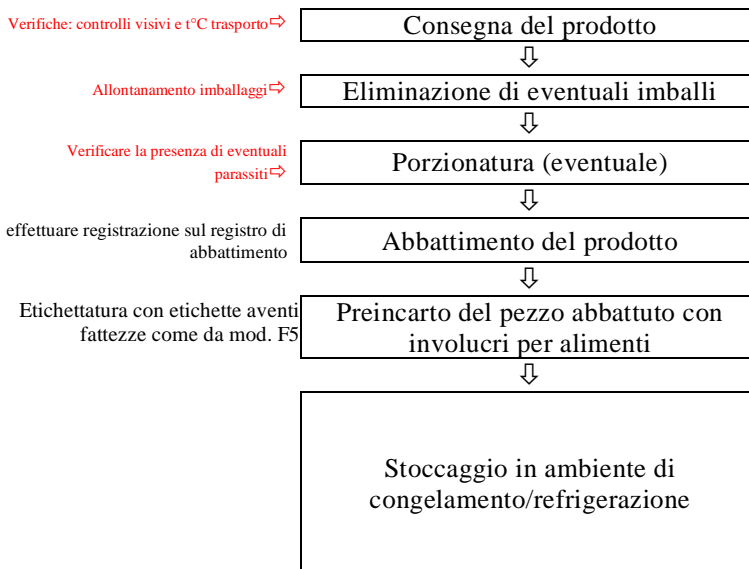 Verifiche: controlli visivi e t°C trasporto⇨
Consegna del prodotto
⇩
Allontanamento imballaggi⇨
Eliminazione di eventuali imballi
⇩
Verificare la presenza di eventuali
parassiti⇨
Porzionatura (eventuale)
⇩
effettuare registrazione sul registro di
abbattimento
Abbattimento del prodotto
⇩
Etichettatura con etichette aventi
fattezze come da mod. F5
Preincarto del pezzo abbattuto con
involucri per alimenti
⇩
Stoccaggio in ambiente di
congelamento/refrigerazione